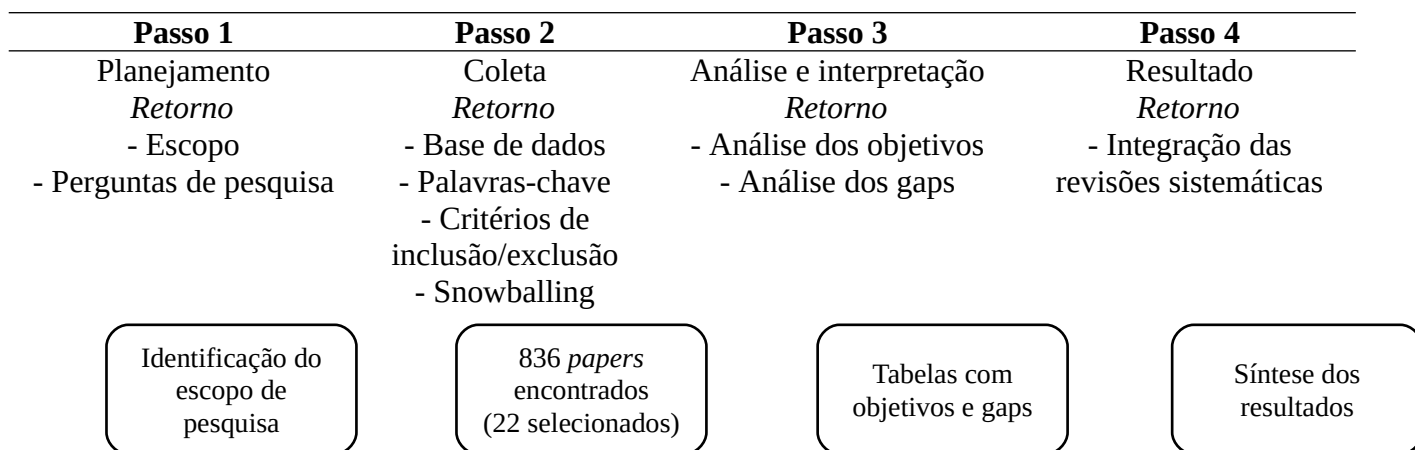 Passo 1 Passo 2 Passo 3 Passo 4
Planejamento Coleta Análise e interpretação Resultado
Retorno Retorno Retorno Retorno
- Escopo - Base de dados - Análise dos objetivos - Integração das
- Perguntas de pesquisa - Palavras-chave - Análise dos gaps revisões sistemáticas
- Critérios de
inclusão/exclusão
- Snowballing
Identificação do
escopo de
pesquisa
836 papers
encontrados
(22 selecionados)
Tabelas com
objetivos e gaps
Síntese dos
resultados